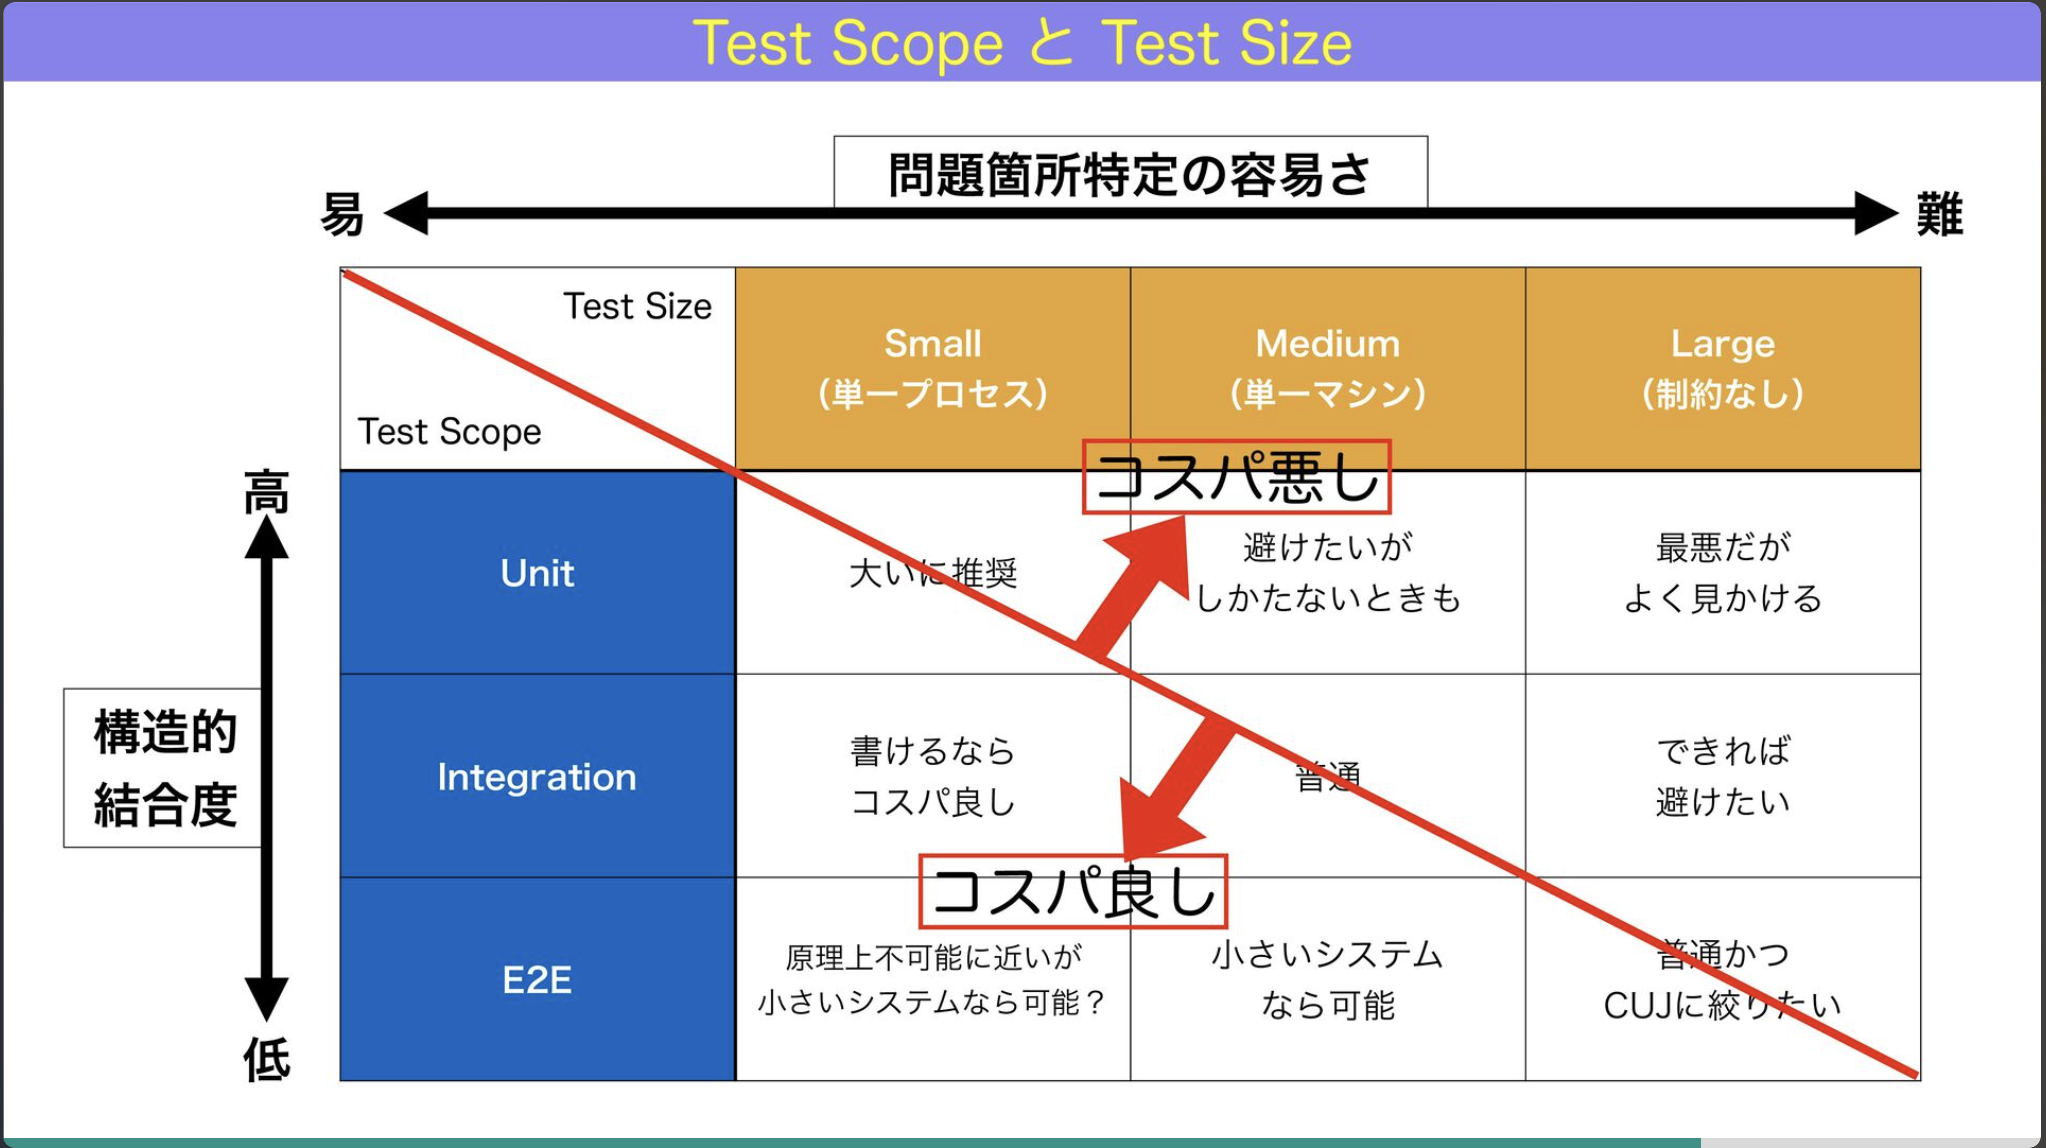 Test Scope と Test Size
問題箇所特定の容易さ
易
難
Test Size
Test Scope
Small
（単一プロセス）
Medium
（単一マシン）
Large
（制約なし）
コスパ悪し
高
構造的
結合度
低
Unit
大いに推奨
避けたいが
しかたないときも
最悪だが
よく見かける
Integration
書けるなら
コスパ良し
普通
できれば
避けたい
コスパ良し
E2E
原理上不可能に近いが
小さいシステムなら可能？
小さいシステム
なら可能
普通かつ
CUJに絞りたい